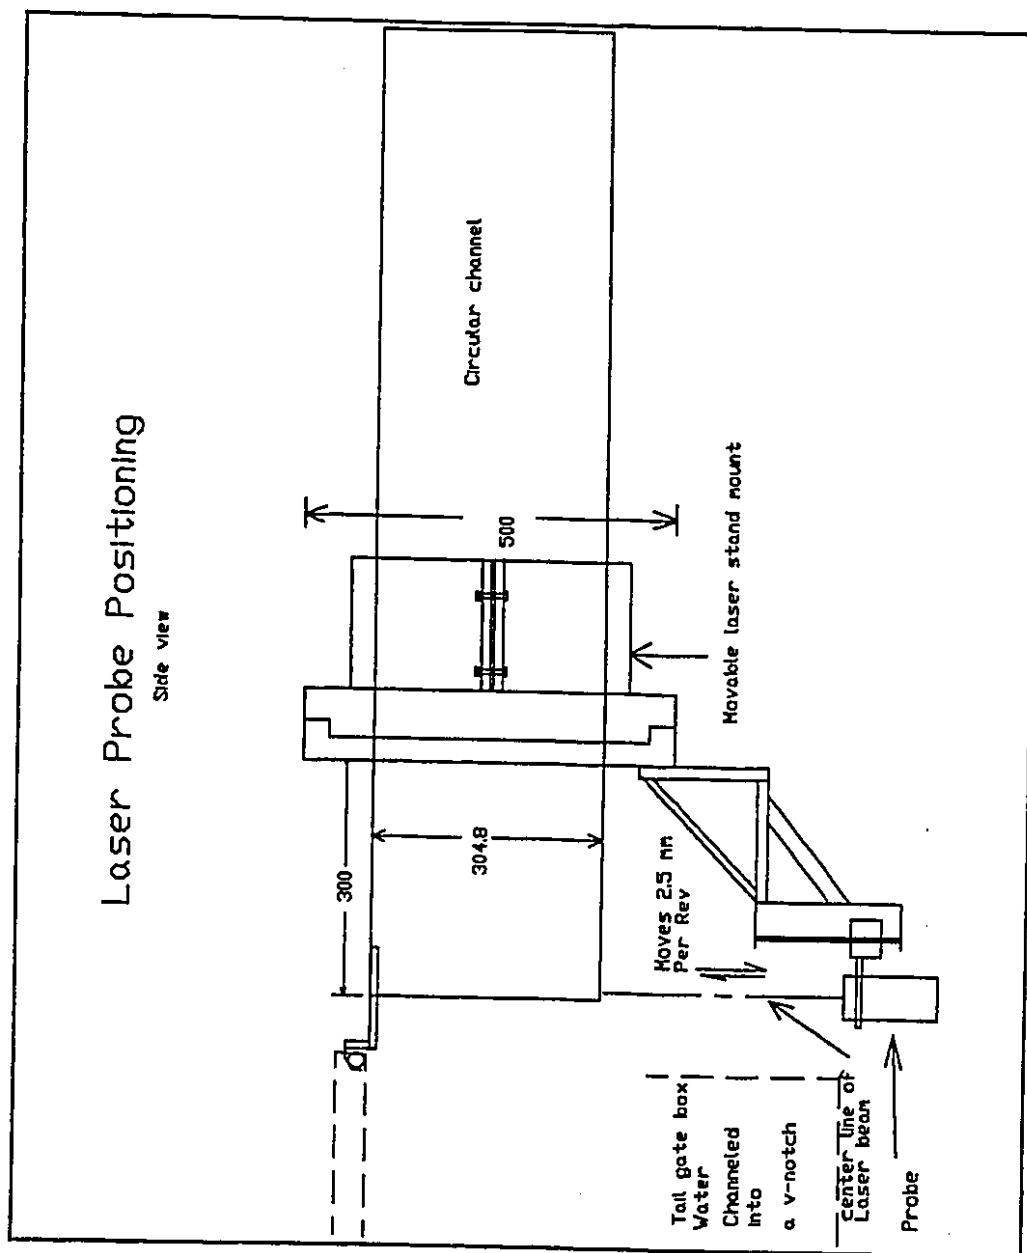 Laser Probe Positioning
Side view
Circular channel
500
Movable laser stand mount
304.8
300
Moves 2.5 mm
Per Rev
Tail gate box
Water
Channeled
Into
a v-notch
center line of
Laser beam
Probe